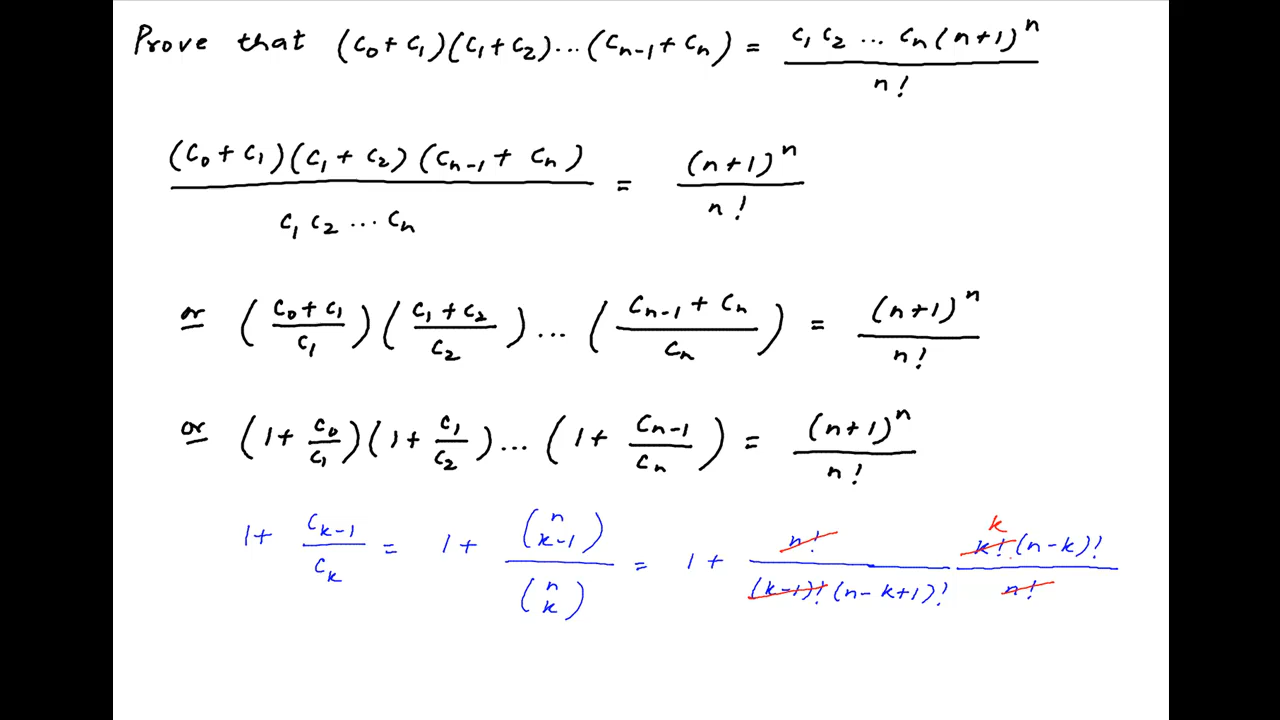 Prove that (C₀ + C₁)(C₁ + C₂)...(Cₙ₋₁ + Cₙ) = C₁ C₂ ... Cₙ (n+1)ⁿ / n!
(C₀ + C₁)(C₁ + C₂)(Cₙ₋₁ + Cₙ) / C₁ C₂ ... Cₙ = (n+1)ⁿ / n!
or ((C₀ + C₁) / C₁)((C₁ + C₂) / C₂)...((Cₙ₋₁ + Cₙ) / Cₙ) = (n+1)ⁿ / n!
or (1 + C₀/C₁)(1 + C₁/C₂)...(1 + Cₙ₋₁/Cₙ) = (n+1)ⁿ / n!
1 + Cₖ₋₁/Cₖ = 1 + (n k-1) / (n k) = 1 + n! / (k-1)! (n-k+1)! k k! (n-k)! / n!